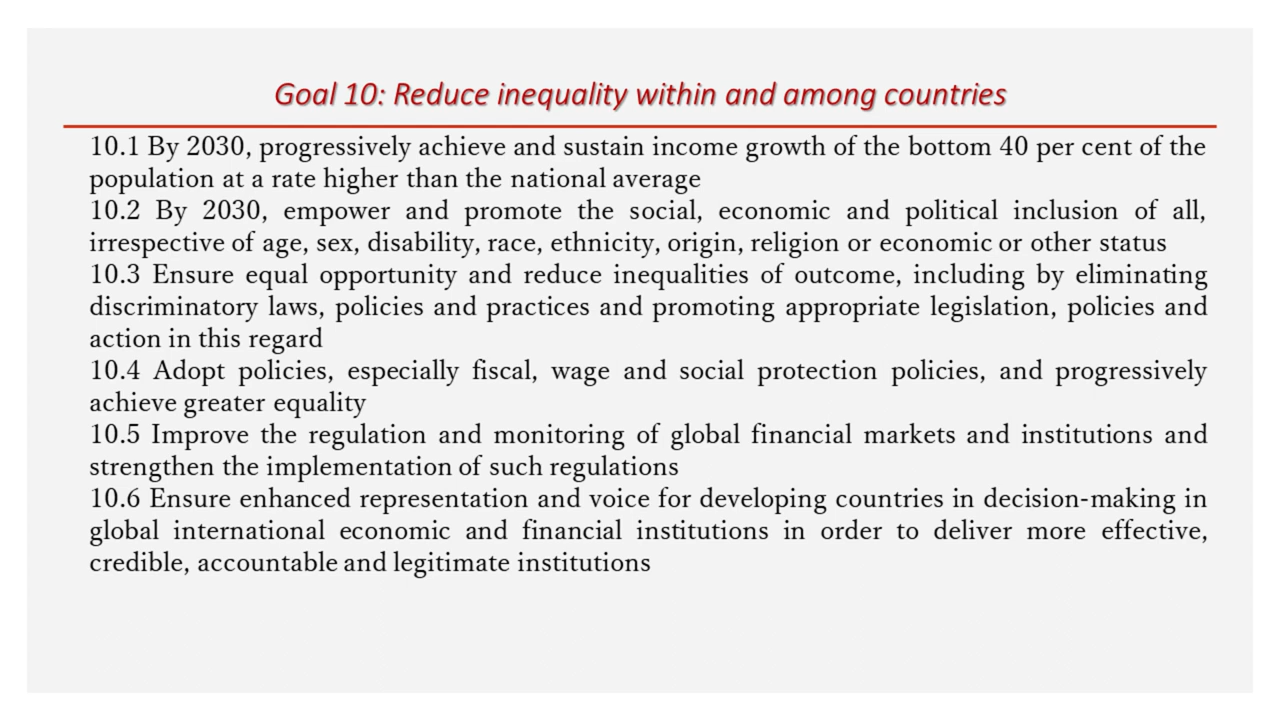 Goal 10: Reduce inequality within and among countries
10.1 By 2030, progressively achieve and sustain income growth of the bottom 40 per cent of the
population at a rate higher than the national average
10.2 By 2030, empower and promote the social, economic and political inclusion of all,
irrespective of age, sex, disability, race, ethnicity, origin, religion or economic or other status
10.3 Ensure equal opportunity and reduce inequalities of outcome, including by eliminating
discriminatory laws, policies and practices and promoting appropriate legislation, policies and
action in this regard
10.4 Adopt policies, especially fiscal, wage and social protection policies, and progressively
achieve greater equality
10.5 Improve the regulation and monitoring of global financial markets and institutions and
strengthen the implementation of such regulations
10.6 Ensure enhanced representation and voice for developing countries in decision-making in
global international economic and financial institutions in order to deliver more effective,
credible, accountable and legitimate institutions